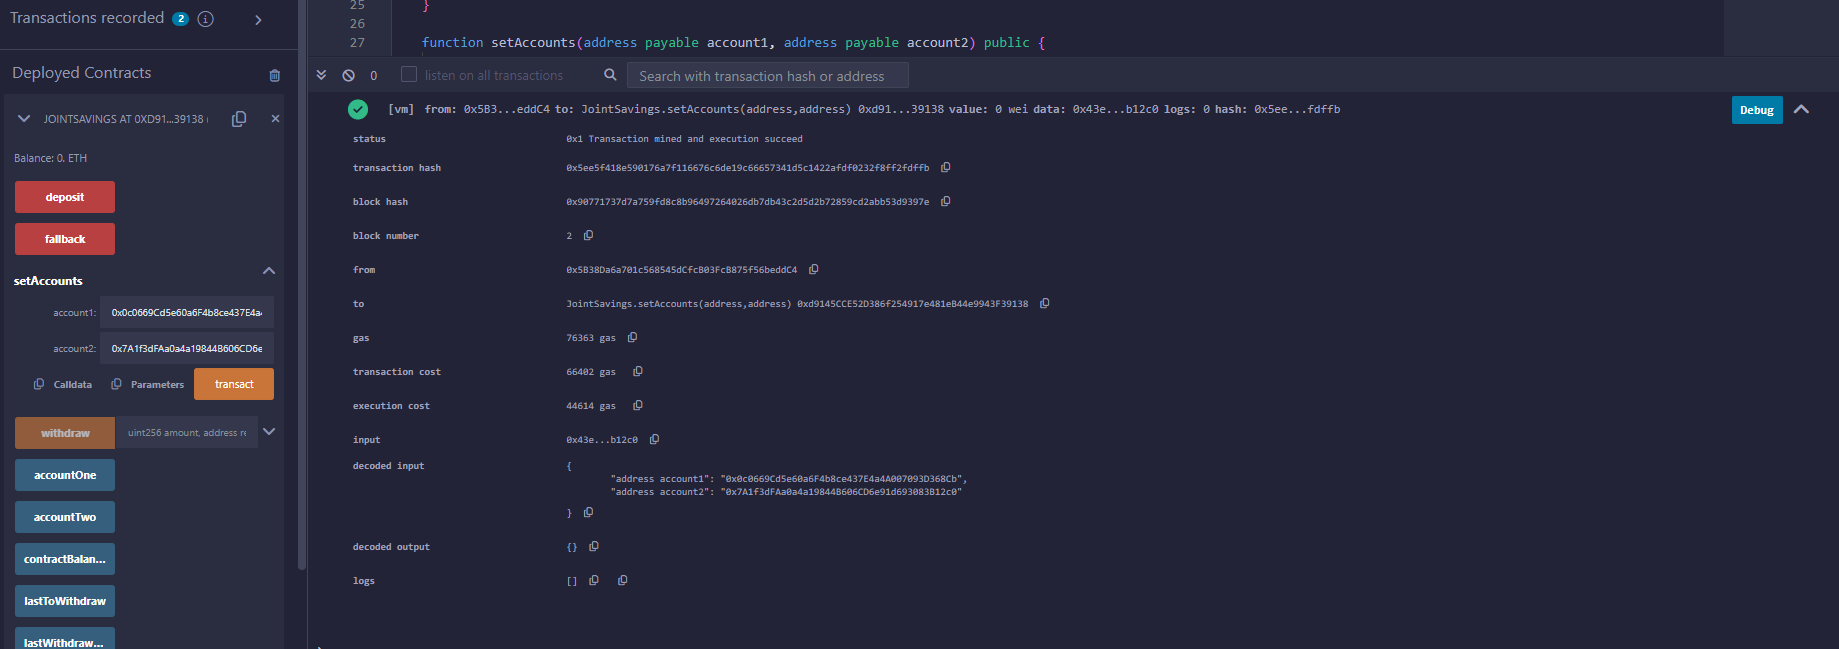 Transactions recorded 2 i
Deployed Contracts
JOINTSAVINGS AT 0XD91...39138
Balance: 0. ETH
deposit
fallback
setAccounts
account1: 0x0c0669Cd5e60a6F4b8ce437E4a
account2: 0x7A1f3dFAa0a4a19844B606CD6e
Calldata Parameters transact
withdraw uint256 amount, address re
accountOne
accountTwo
contractBalan...
lastToWithdraw
lastWithdraw...
25 }
26
27 function setAccounts(address payable account1, address payable account2) public {
0 listen on all transactions Search with transaction hash or address
[vm] from: 0x5B3...eddC4 to: JointSavings.setAccounts(address,address) 0xd91...39138 value: 0 wei data: 0x43e...b12c0 logs: 0 hash: 0x5ee...fdffb Debug
status 0x1 Transaction mined and execution succeed
transaction hash 0x5ee5f418e590176a7f116676c6de19c66657341d5c1422afdf0232f8ff2fdffb
block hash 0x90771737d7a759fd8c8b96497264026db7db43c2d5d2b72859cd2abb53d9397e
block number 2
from 0x5B38Da6a701c568545dCfcB03FcB875f56beddC4
to JointSavings.setAccounts(address,address) 0xd9145CCE52D386f254917e481eB44e9943F39138
gas 76363 gas
transaction cost 66402 gas
execution cost 44614 gas
input 0x43e...b12c0
decoded input {
"address account1": "0x0c0669Cd5e60a6F4b8ce437E4a4A007093D368Cb",
"address account2": "0x7A1f3dFAa0a4a19844B606CD6e91d693083B12c0"
}
decoded output {}
logs []